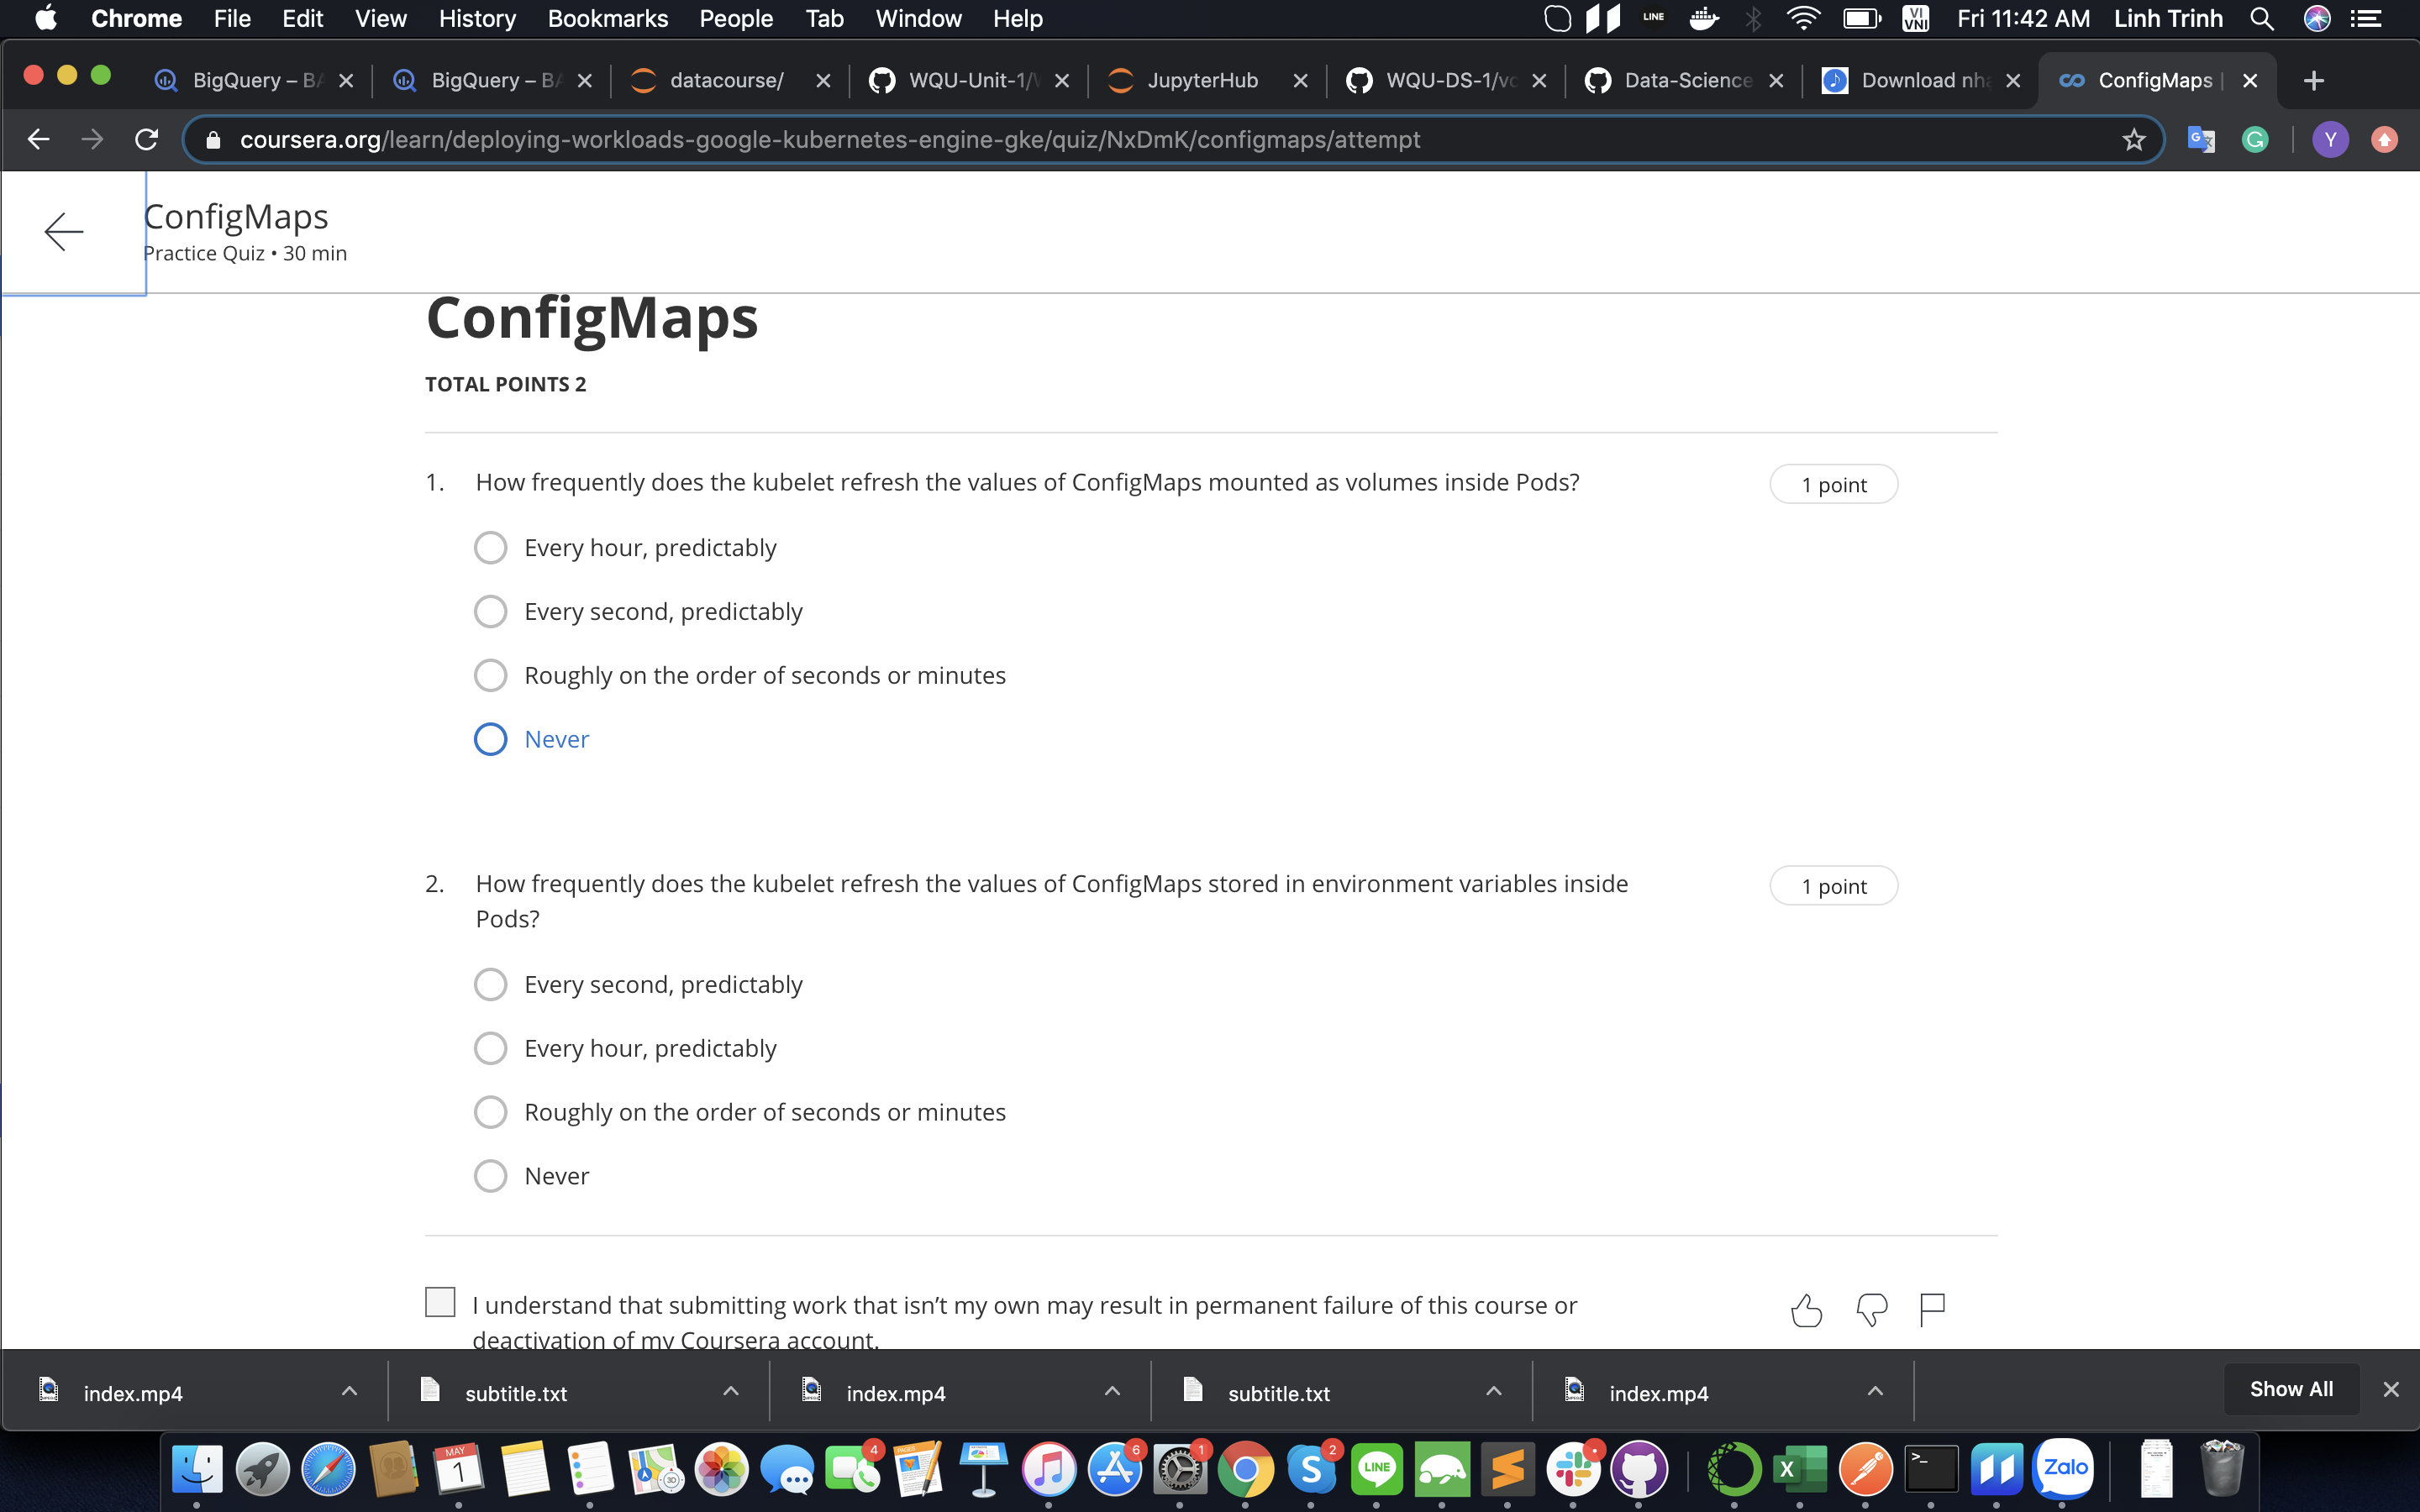 Chrome File Edit View History Bookmarks People Tab Window Help LINE VI VNI Fri 11:42 AM Linh Trinh
BigQuery – BA BigQuery – BA datacourse/ WQU-Unit-1/ JupyterHub WQU-DS-1/vo Data-Science Download nhạ ConfigMaps |
coursera.org/learn/deploying-workloads-google-kubernetes-engine-gke/quiz/NxDmK/configmaps/attempt Y
ConfigMaps
Practice Quiz • 30 min
ConfigMaps
TOTAL POINTS 2
1. How frequently does the kubelet refresh the values of ConfigMaps mounted as volumes inside Pods? 1 point
Every hour, predictably
Every second, predictably
Roughly on the order of seconds or minutes
Never
2. How frequently does the kubelet refresh the values of ConfigMaps stored in environment variables inside 1 point
Pods?
Every second, predictably
Every hour, predictably
Roughly on the order of seconds or minutes
Never
I understand that submitting work that isn't my own may result in permanent failure of this course or
deactivation of my Coursera account.
index.mp4 subtitle.txt index.mp4 subtitle.txt index.mp4 Show All
MAY 1 3D 4 PAGES 6 1 S 2 LINE X >_ Zalo